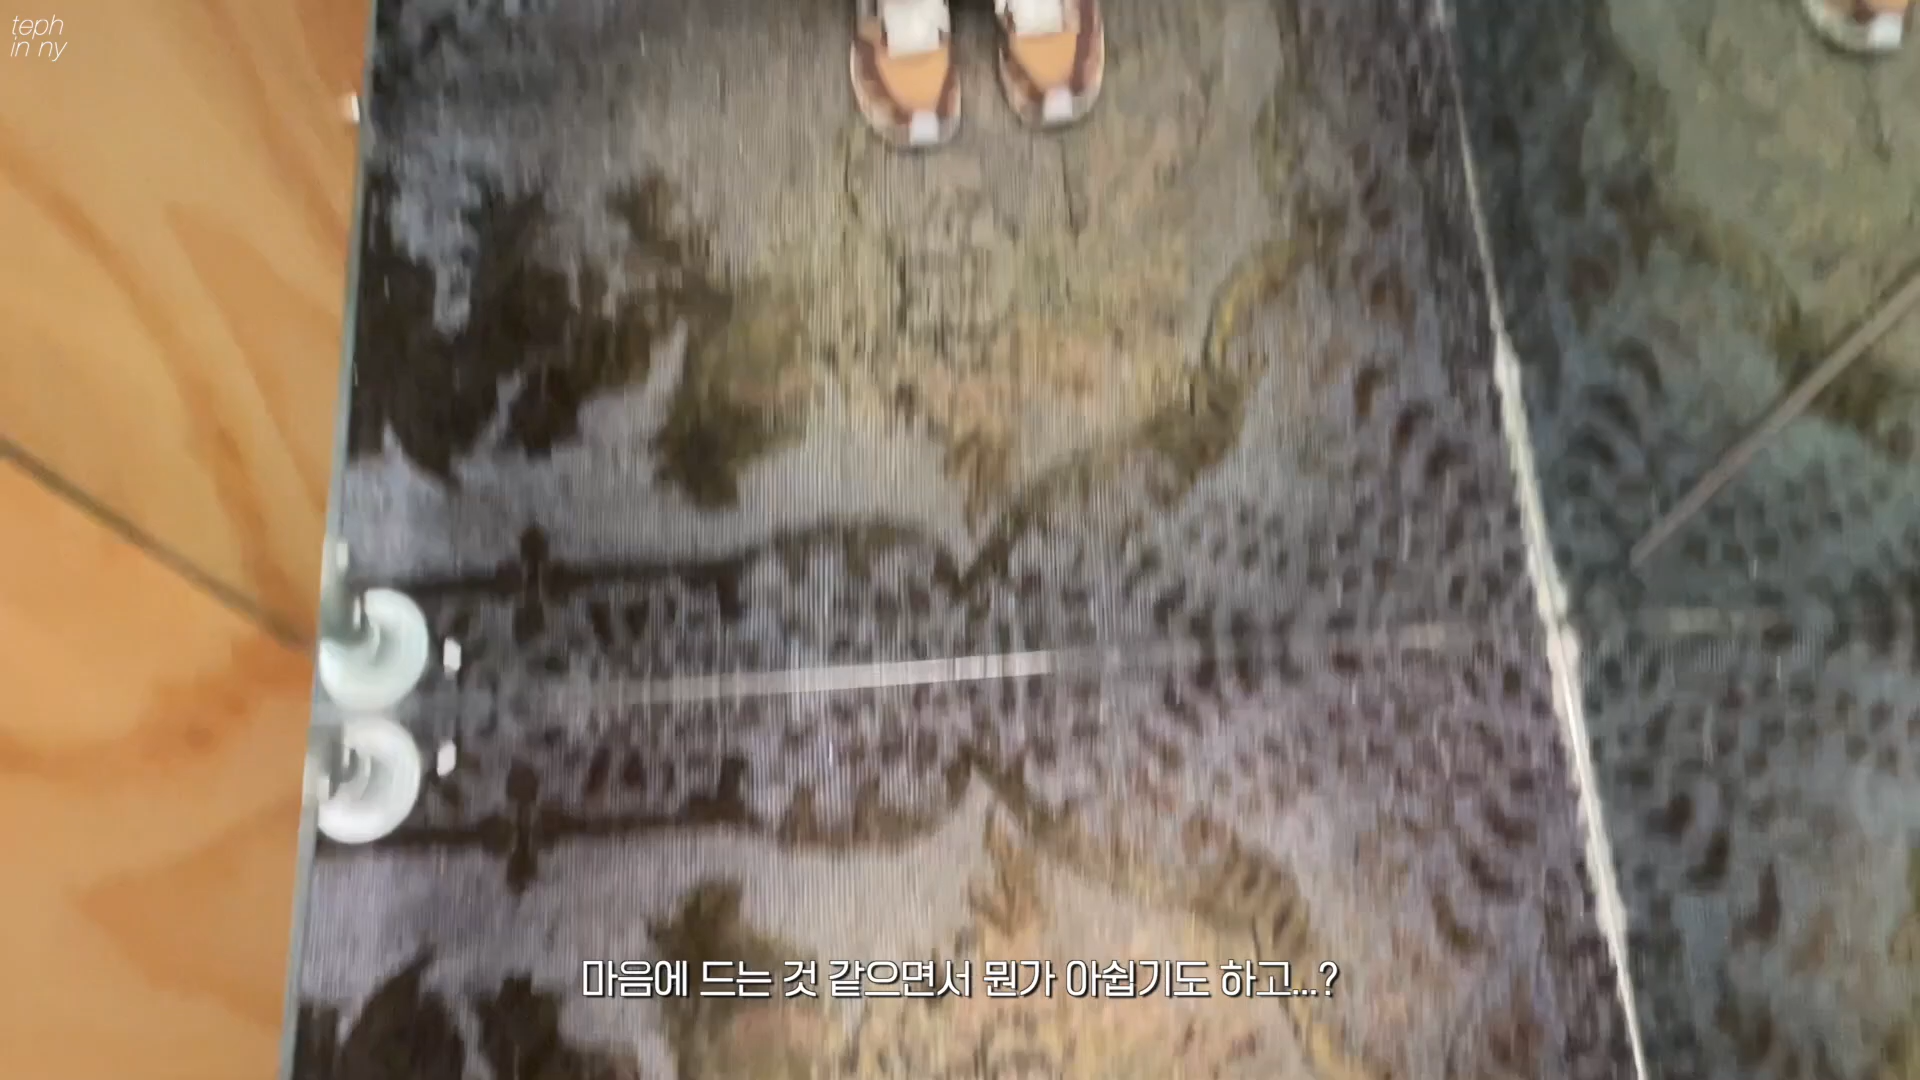 teph
in ny
마음에 드는 것 같으면서 뭔가 아쉽기도 하고...?